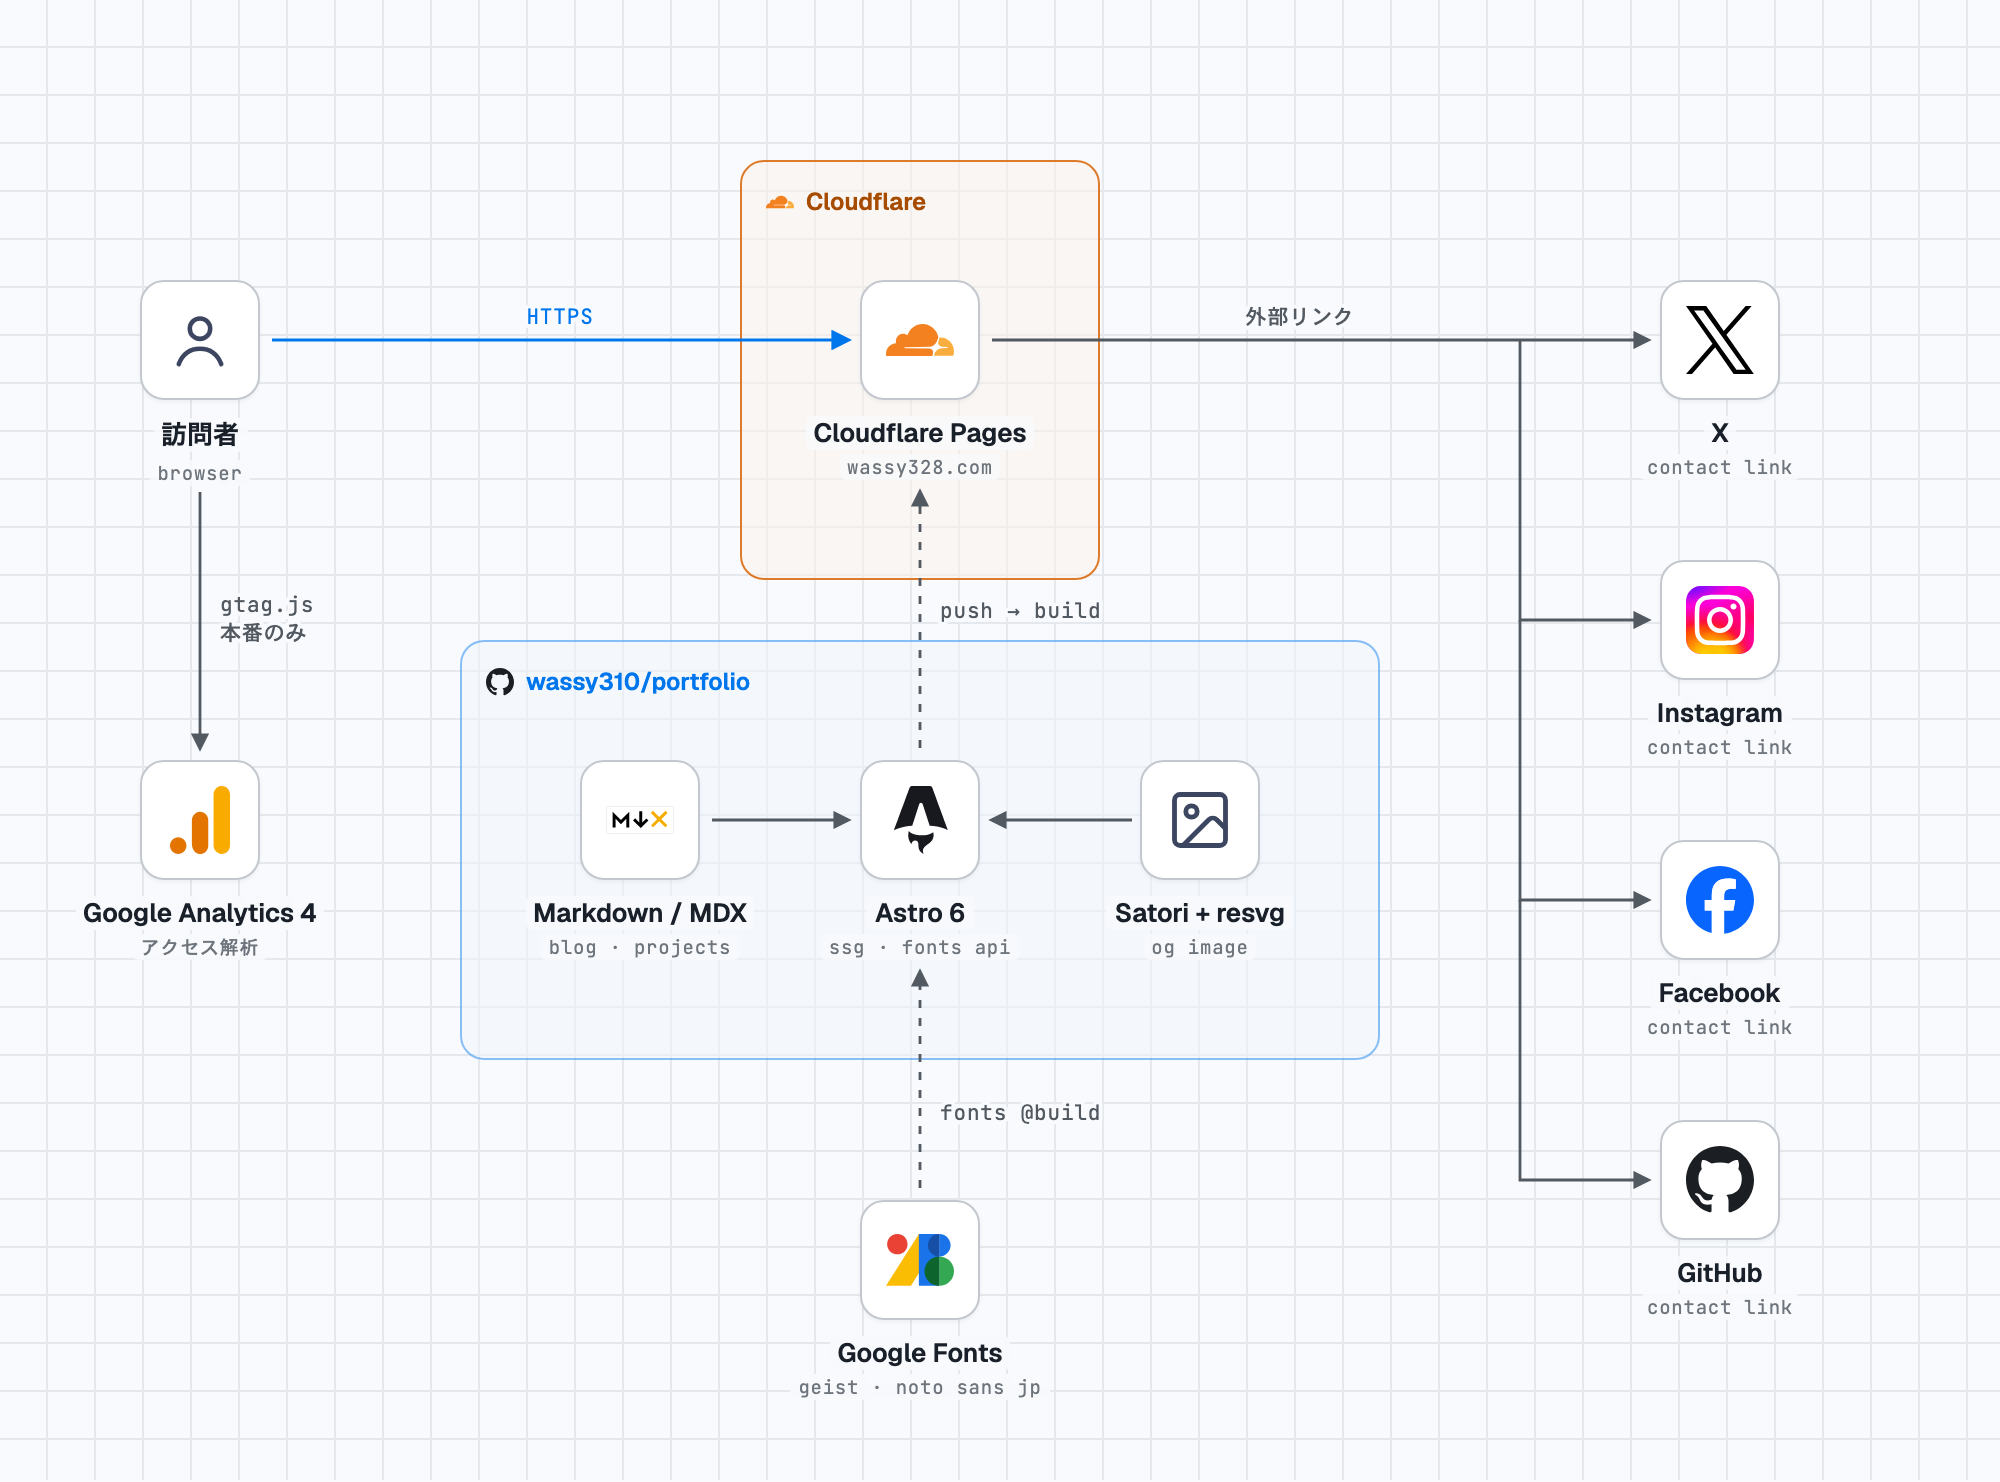 Cloudflare
HTTPS
外部リンク
訪問者
browser
Cloudflare Pages
wassy328.com
X
contact link
gtag.js
本番のみ
push → build
wassy310/portfolio
Instagram
contact link
M↓X
Google Analytics 4
アクセス解析
Markdown / MDX
blog · projects
Astro 6
ssg · fonts api
Satori + resvg
og image
Facebook
contact link
fonts @build
GitHub
contact link
Google Fonts
geist · noto sans jp